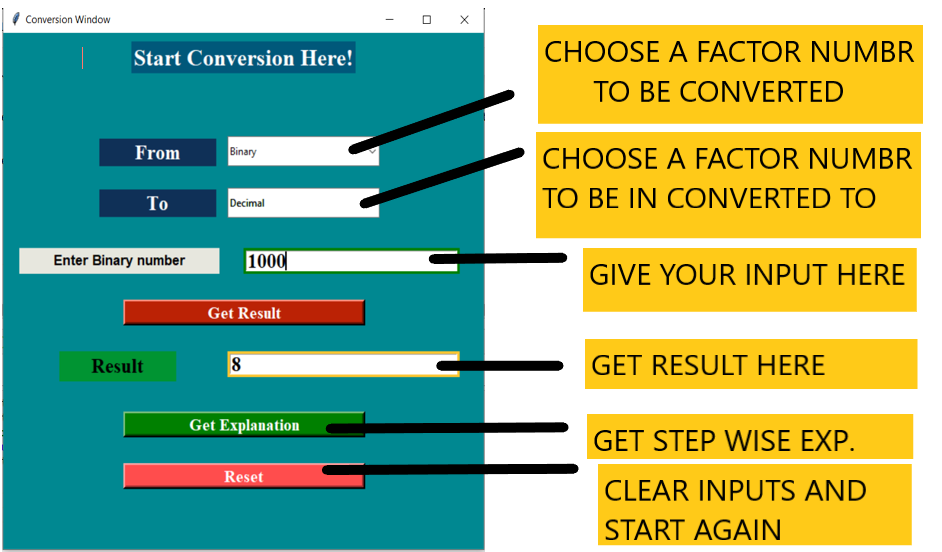 Conversion Window
Start Conversion Here!
CHOOSE A FACTOR NUMBR
TO BE CONVERTED
From
Binary
CHOOSE A FACTOR NUMBR
TO BE IN CONVERTED TO
To
Decimal
Enter Binary number
1000
GIVE YOUR INPUT HERE
Get Result
Result
8
GET RESULT HERE
Get Explanation
GET STEP WISE EXP.
Reset
CLEAR INPUTS AND
START AGAIN